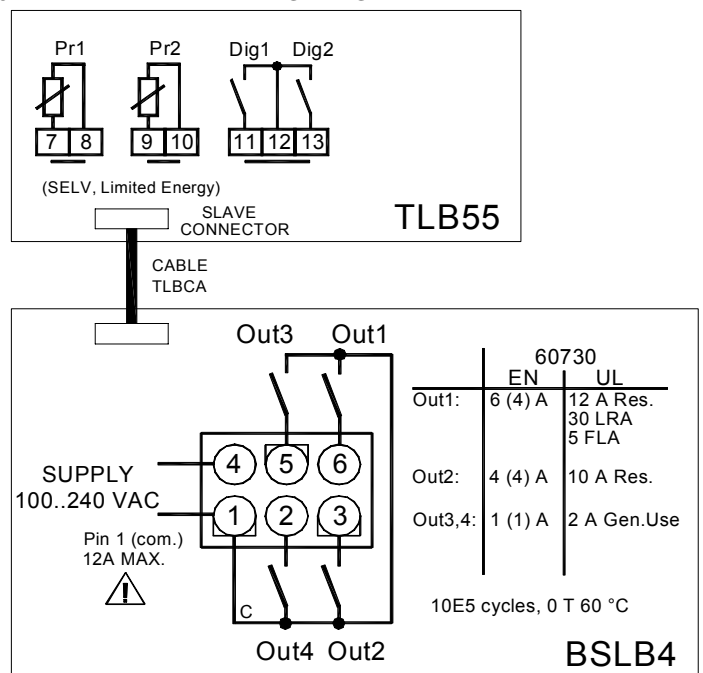 Pr1 Pr2 Dig1 Dig2
7 8 9 10 11 12 13
(SELV, Limited Energy)
SLAVE
CONNECTOR
TLB55
CABLE
TLBCA
Out3 Out1
4 5 6
SUPPLY
100..240 VAC
1 2 3
Pin 1 (com.)
12A MAX.
C
Out4 Out2
60730
EN UL
Out1: 6 (4) A 12 A Res.
30 LRA
5 FLA
Out2: 4 (4) A 10 A Res.
Out3,4: 1 (1) A 2 A Gen.Use
10E5 cycles, 0 T 60 °C
BSLB4